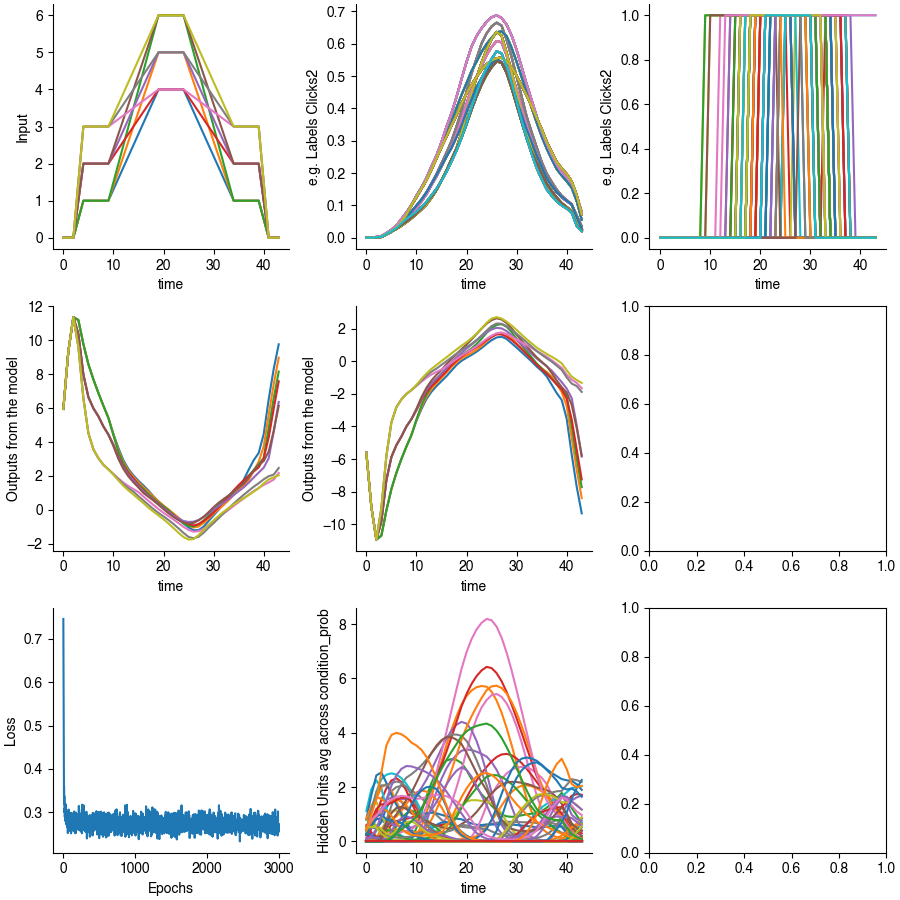 6
5
4
3
2
1
0
Input
0 10 20 30 40
time
0.7
0.6
0.5
0.4
0.3
0.2
0.1
0.0
e.g. Labels Clicks2
0 10 20 30 40
time
1.0
0.8
0.6
0.4
0.2
0.0
e.g. Labels Clicks2
0 10 20 30 40
time
12
10
8
6
4
2
0
−2
Outputs from the model
0 10 20 30 40
time
2
0
−2
−4
−6
−8
−10
Outputs from the model
0 10 20 30 40
time
1.0
0.8
0.6
0.4
0.2
0.0
0.0 0.2 0.4 0.6 0.8 1.0
0.7
0.6
0.5
0.4
0.3
Loss
0 1000 2000 3000
Epochs
8
6
4
2
0
Hidden Units avg across condition_prob
0 10 20 30 40
time
1.0
0.8
0.6
0.4
0.2
0.0
0.0 0.2 0.4 0.6 0.8 1.0